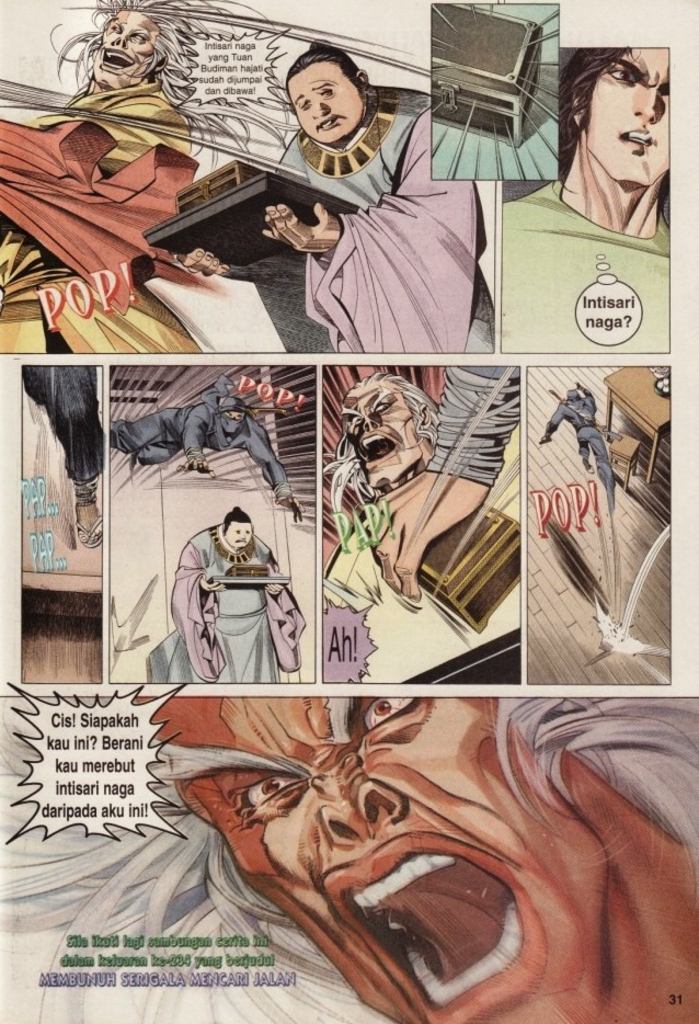 Intisari naga
yang Tuan
Budiman hajati
sudah dijumpai
dan dibawa!
POP!
Intisari
naga?
PAP...
PAP...
POP!
PAP!
Ah!
POP!
Cis! Siapakah
kau ini? Berani
kau merebut
intisari naga
daripada aku ini!
Sila ikuti lagi sambungan cerita ini
dalam keluaran ke-234 yang berjudul
MEMBUNUH SERIGALA MENCARI JALAN
31